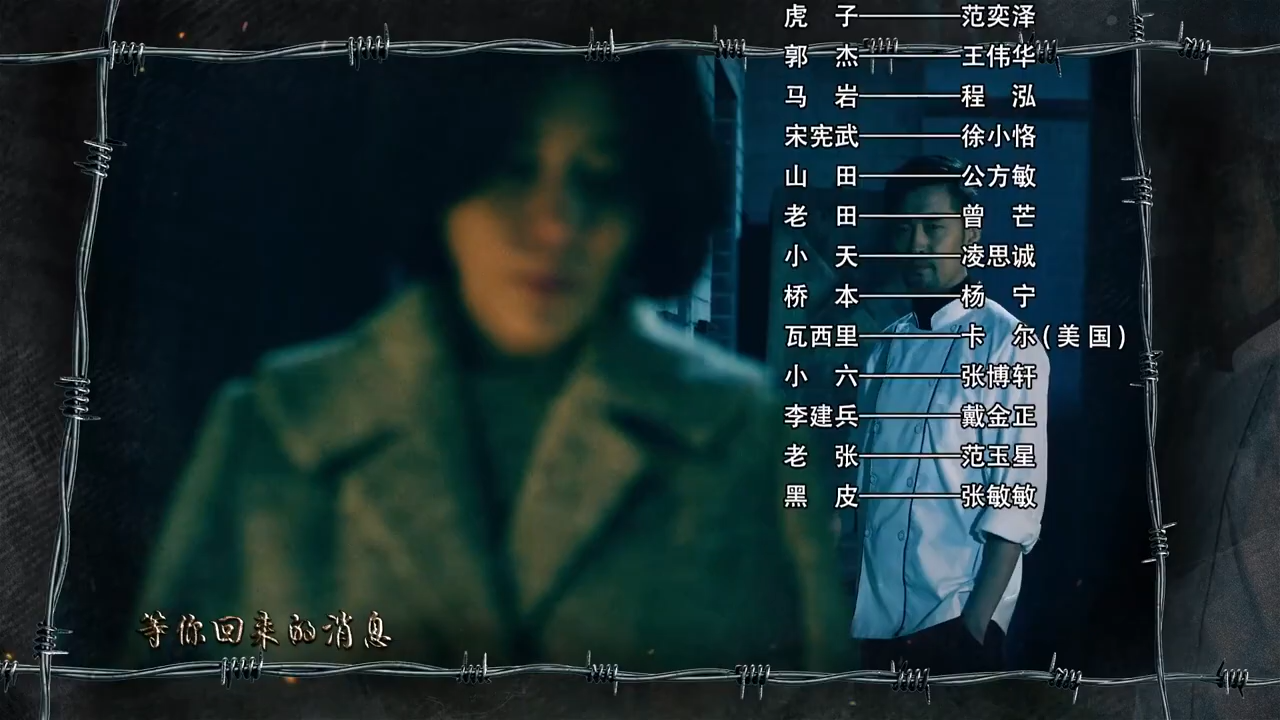 虎 子————范奕泽
郭 杰————王伟华
马 岩————程 泓
宋宪武————徐小恪
山 田————公方敏
老 田————曾 芒
小 天————凌思诚
桥 本————杨 宁
瓦西里————卡 尔(美国)
小 六————张博轩
李建兵————戴金正
老 张————范玉星
黑 皮————张敏敏
等你回来的消息